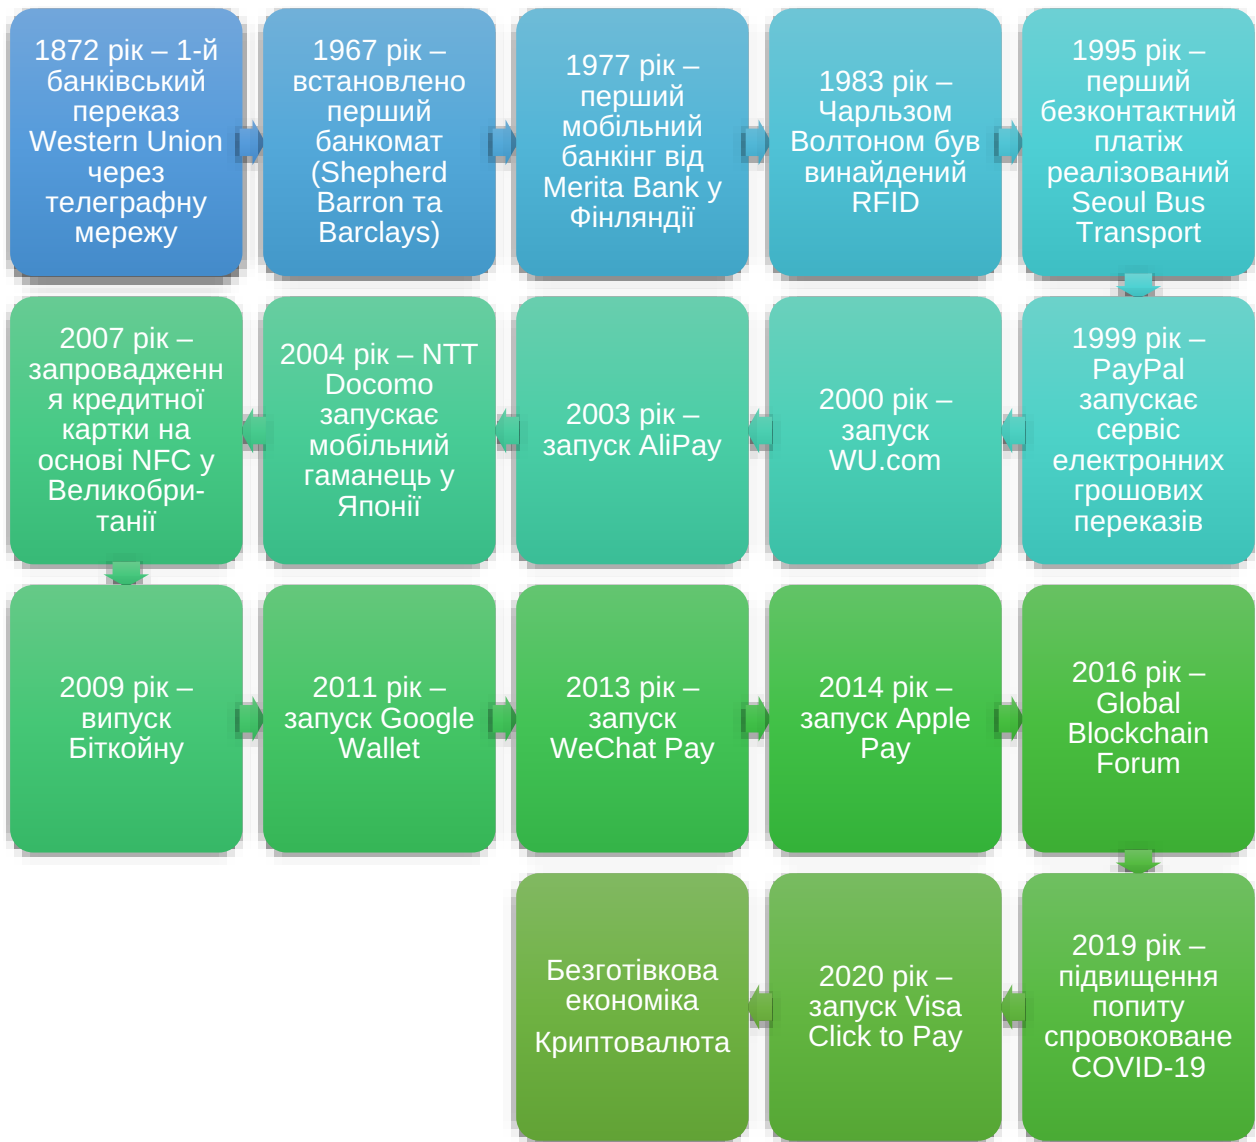 1872 рік – 1-й
банківський
переказ
Western Union
через
телеграфну
мережу
1967 рік –
встановлено
перший
банкомат
(Shepherd
Barron та
Barclays)
1977 рік –
перший
мобільний
банкінг від
Merita Bank у
Фінляндії
1983 рік –
Чарльзом
Волтоном був
винайдений
RFID
1995 рік –
перший
безконтактний
платіж
реалізований
Seoul Bus
Transport
1999 рік –
PayPal
запускає
сервіс
електронних
грошових
переказів
2000 рік –
запуск
WU.com
2003 рік –
запуск AliPay
2004 рік – NTT
Docomo
запускає
мобільний
гаманець у
Японії
2007 рік –
запровадженн
я кредитної
картки на
основі NFC у
Великобри-
танії
2009 рік –
випуск
Біткойну
2011 рік –
запуск Google
Wallet
2013 рік –
запуск
WeChat Pay
2014 рік –
запуск Apple
Pay
2016 рік –
Global
Blockchain
Forum
2019 рік –
підвищення
попиту
спровоковане
COVID-19
2020 рік –
запуск Visa
Click to Pay
Безготівкова
економіка
Криптовалюта